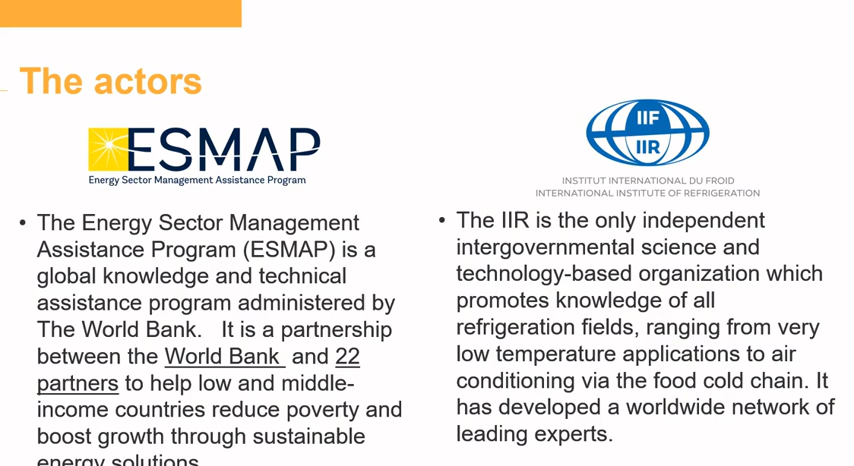 The actors
ESMAP
Energy Sector Management Assistance Program
• The Energy Sector Management
Assistance Program (ESMAP) is a
global knowledge and technical
assistance program administered by
The World Bank. It is a partnership
between the World Bank and 22
partners to help low and middle-
income countries reduce poverty and
boost growth through sustainable
energy solutions
IIF
IIR
INSTITUT INTERNATIONAL DU FROID
INTERNATIONAL INSTITUTE OF REFRIGERATION
• The IIR is the only independent
intergovernmental science and
technology-based organization which
promotes knowledge of all
refrigeration fields, ranging from very
low temperature applications to air
conditioning via the food cold chain. It
has developed a worldwide network of
leading experts.